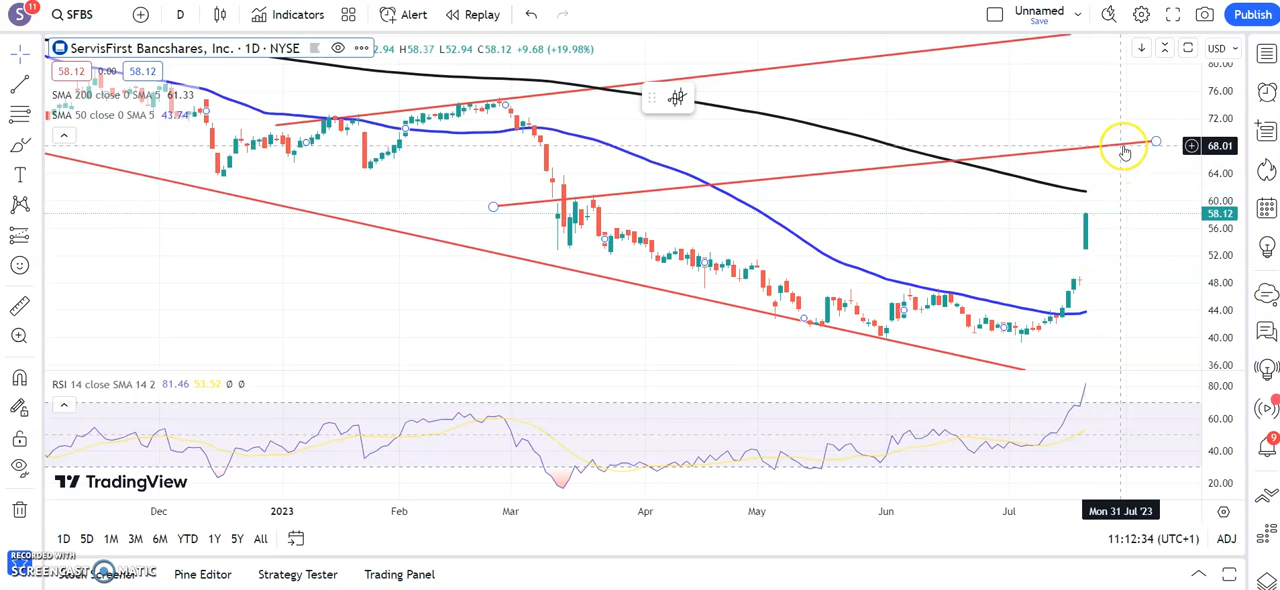 S 11 SFBS D Indicators Alert Replay Unnamed Save Publish
ServisFirst Bancshares, Inc. · 1D · NYSE 2.94 H58.37 L52.94 C58.12 +9.68 (+19.98%) USD
58.12 0.00 58.12
SMA 200 close 0 SMA 5 61.33
SMA 50 close 0 SMA 5 43.74
80.00
76.00
72.00
68.01
64.00
60.00
58.12
56.00
52.00
48.00
44.00
40.00
36.00
RSI 14 close SMA 14 2 81.46 53.52 Ø Ø
80.00
60.00
40.00
20.00
TradingView
Dec 2023 Feb Mar Apr May Jun Jul Mon 31 Jul '23
1D 5D 1M 3M 6M YTD 1Y 5Y All 11:12:34 (UTC+1) ADJ
9
RECORDED WITH
SCREENCAST MATIC
Stock Screener Pine Editor Strategy Tester Trading Panel